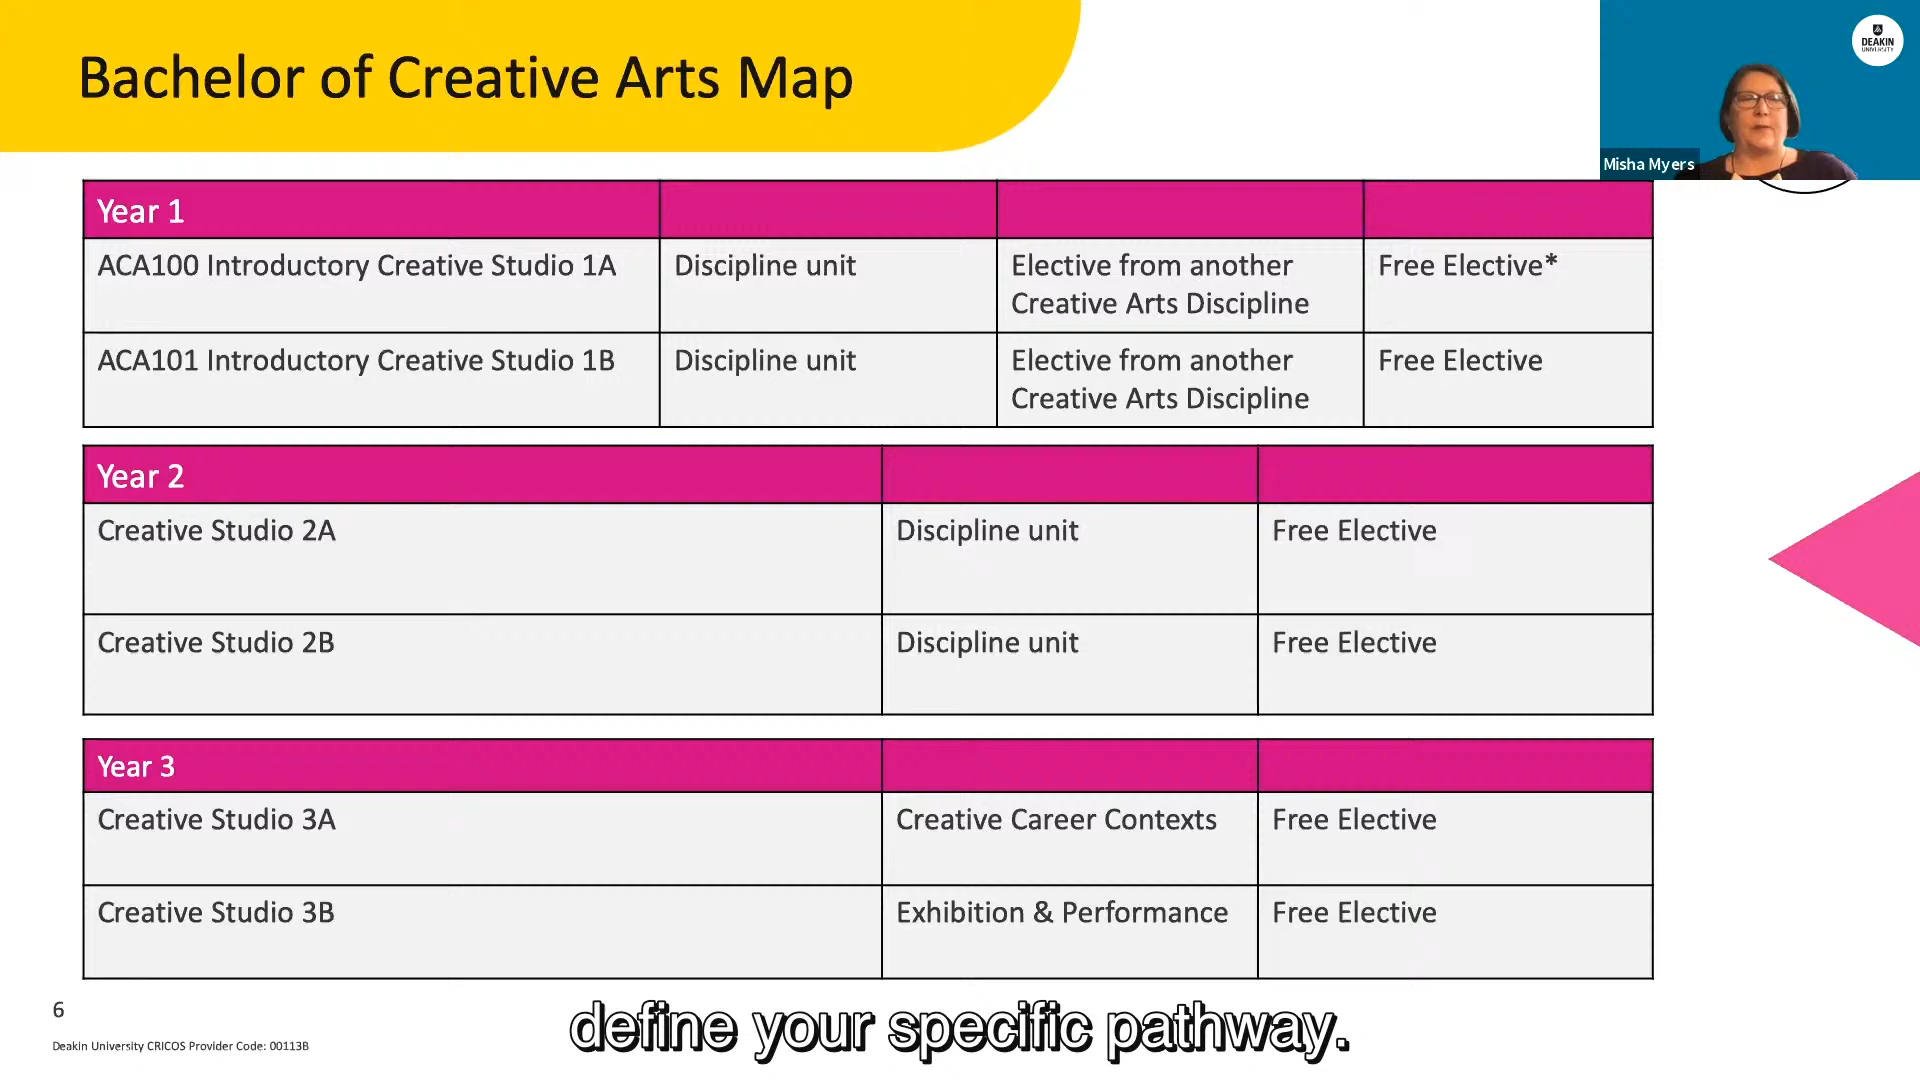 Bachelor of Creative Arts Map
DEAKIN
UNIVERSITY
Misha Myers
Year 1
ACA100 Introductory Creative Studio 1A
Discipline unit
Elective from another
Creative Arts Discipline
Free Elective*
ACA101 Introductory Creative Studio 1B
Discipline unit
Elective from another
Creative Arts Discipline
Free Elective
Year 2
Creative Studio 2A
Discipline unit
Free Elective
Creative Studio 2B
Discipline unit
Free Elective
Year 3
Creative Studio 3A
Creative Career Contexts
Free Elective
Creative Studio 3B
Exhibition & Performance
Free Elective
6
Deakin University CRICOS Provider Code: 00113B
define your specific pathway.